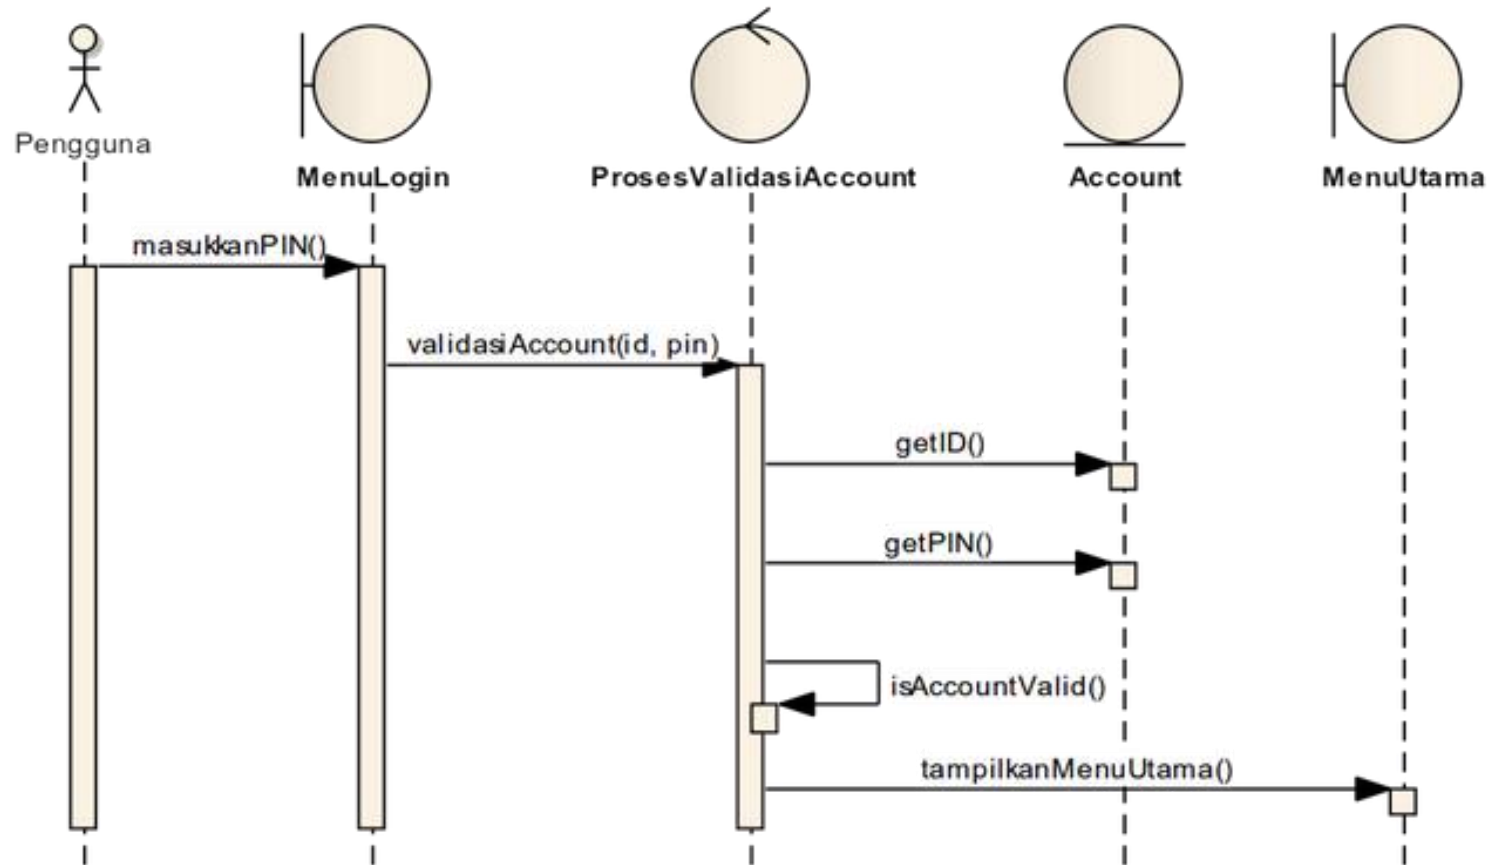 Pengguna
MenuLogin
ProsesValidasiAccount
Account
MenuUtama
masukkanPIN()
validasiAccount(id, pin)
getID()
getPIN()
isAccountValid()
tampilkanMenuUtama()